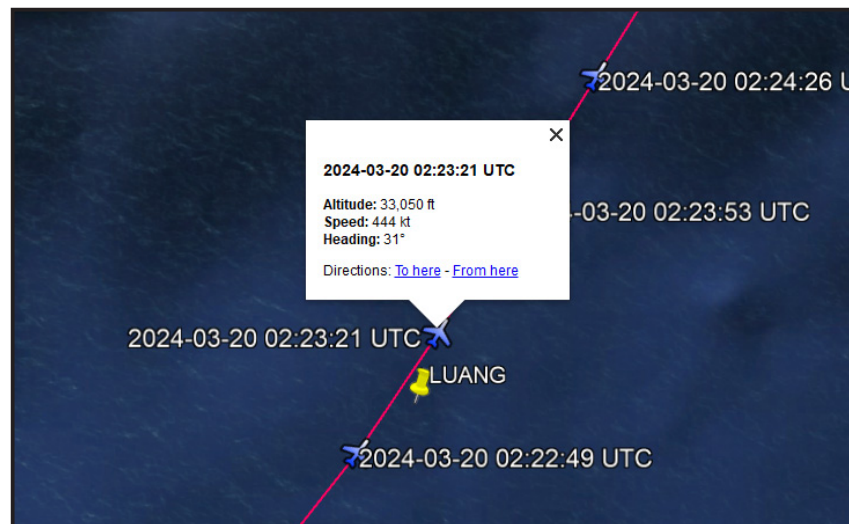 2024-03-20 02:24:26 U
2024-03-20 02:23:21 UTC
Altitude: 33,050 ft
Speed: 444 kt
Heading: 31°
Directions: To here - From here
-03-20 02:23:53 UTC
2024-03-20 02:23:21 UTC
LUANG
2024-03-20 02:22:49 UTC